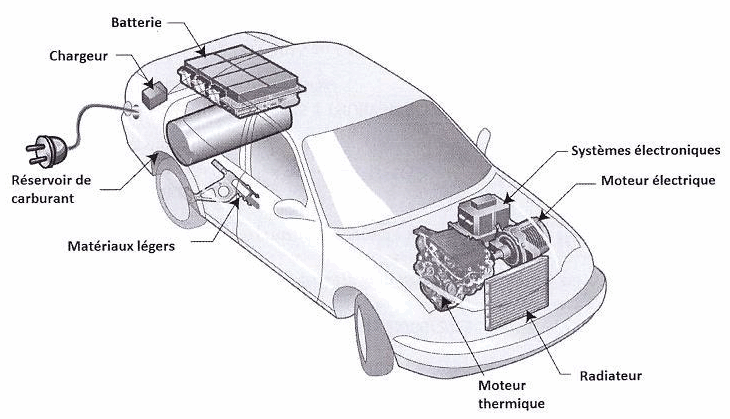 Batterie
Chargeur
Systèmes électroniques
Moteur électrique
Réservoir de
carburant
Matériaux légers
Radiateur
Moteur
thermique